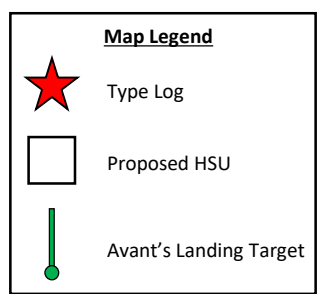 Map Legend
Type Log
Proposed HSU
Avant’s Landing Target